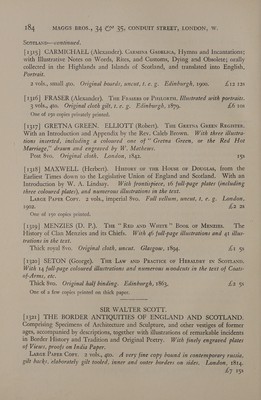 184 MAGGS BROS., 34 & 35, CONDUIT STREET, LONDON, W.
Scotland—continued.
[1315] CARMICHAEL (Alexander). Carmina Gadelica, Hymns and Incantations;
with Illustrative Notes on Words, Rites, and Customs, Dying and Obsolete; orally
collected in the Highlands and Islands of Scotland, and translated into English,
Portrait.
2 vols., small 4to. Original boards, uncut, t. e. g. Edinburgh, 1900. £12 12s
[1316] FRASER (Alexander). The Frasers of Philorth, Illustrated with portraits.
3 vols., 4to. Original cloth gilt, t. e. g. Edinburgh, 1879. £6 10s
One of 150 copies privately printed.
[1317] GRETNA GREEN. ELLIOTT (Robert). The Gretna Green Register.
With an Introduction and Appendix by the Rev. Caleb Brown. With three illustra-
tions inserted, including a coloured one of "Gretna Green, or the Red Hot
Marriage," drawn and engraved by W. Mathews.
Post 8vo. Original cloth. London, 1842. 15s
[1318] MAXWELL (Herbert). History of the House of Douglas, from the
Earliest Times down to the Legislative Union of England and Scotland. With an
Introduction by W. A. Lindsay. With frontispiece, 16 full-page plates (including
three coloured plates), and numerous illustrations in the text.
Large Paper Copy. 2 vols., imperial 8vo. Full vellum, uncut, t. e. g. London,
1902. £2 2s
One of 150 copies printed.
[1319] MENZIES (D. P.). The "Red and White" Book of Menzies. The
History of Clan Menzies and its Chiefs. With 46 full-page illustrations and 41 illus-
trations in the text.
Thick royal 8vo. Original cloth, uncut. Glasgow, 1894. £1 5s
[1320] SETON (George). The Law and Practice of Heraldry in Scotland.
With 14 full-page coloured illustrations and numerous woodcuts in the text of Coats-
of-Arms, etc.
Thick 8vo. Original half binding. Edinburgh, 1863. £2 5s
One of a few copies printed on thick paper.
SIR WALTER SCOTT.
[1321] THE BORDER ANTIQUITIES OF ENGLAND AND SCOTLAND.
Comprising Specimens of Architecture and Sculpture, and other vestiges of former
ages, accompanied by descriptions, together with illustrations of remarkable incidents
in Border History and Tradition and Original Poetry. With finely engraved plates
of Views, proofs on India Paper.
Large Paper Copy. 2 vols., 4to. A very fine copy bound in contemporary russia,
gilt backs, elaborately gilt tooled, inner and outer borders on sides. London, 1814.
£7 15s